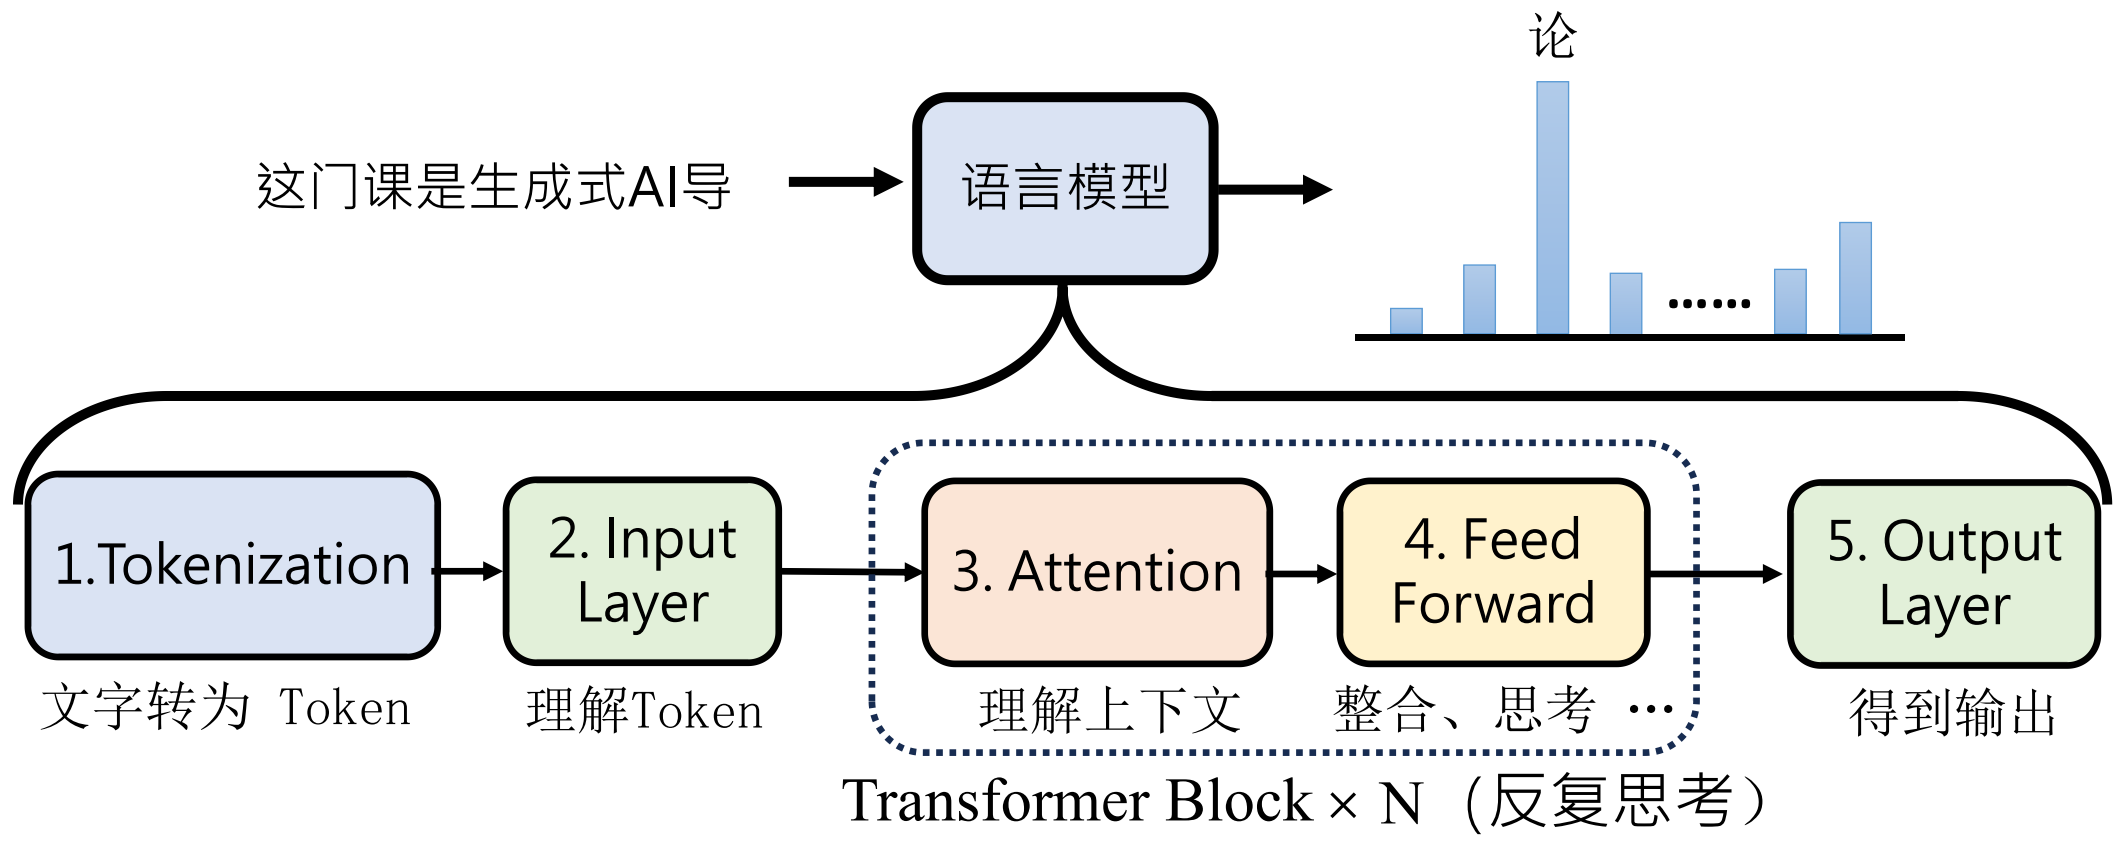 论
这门课是生成式AI导
语言模型
……
1.Tokenization
2. Input
Layer
3. Attention
4. Feed
Forward
5. Output
Layer
文字转为 Token
理解Token
理解上下文
整合、思考 …
得到输出
Transformer Block × N（反复思考）